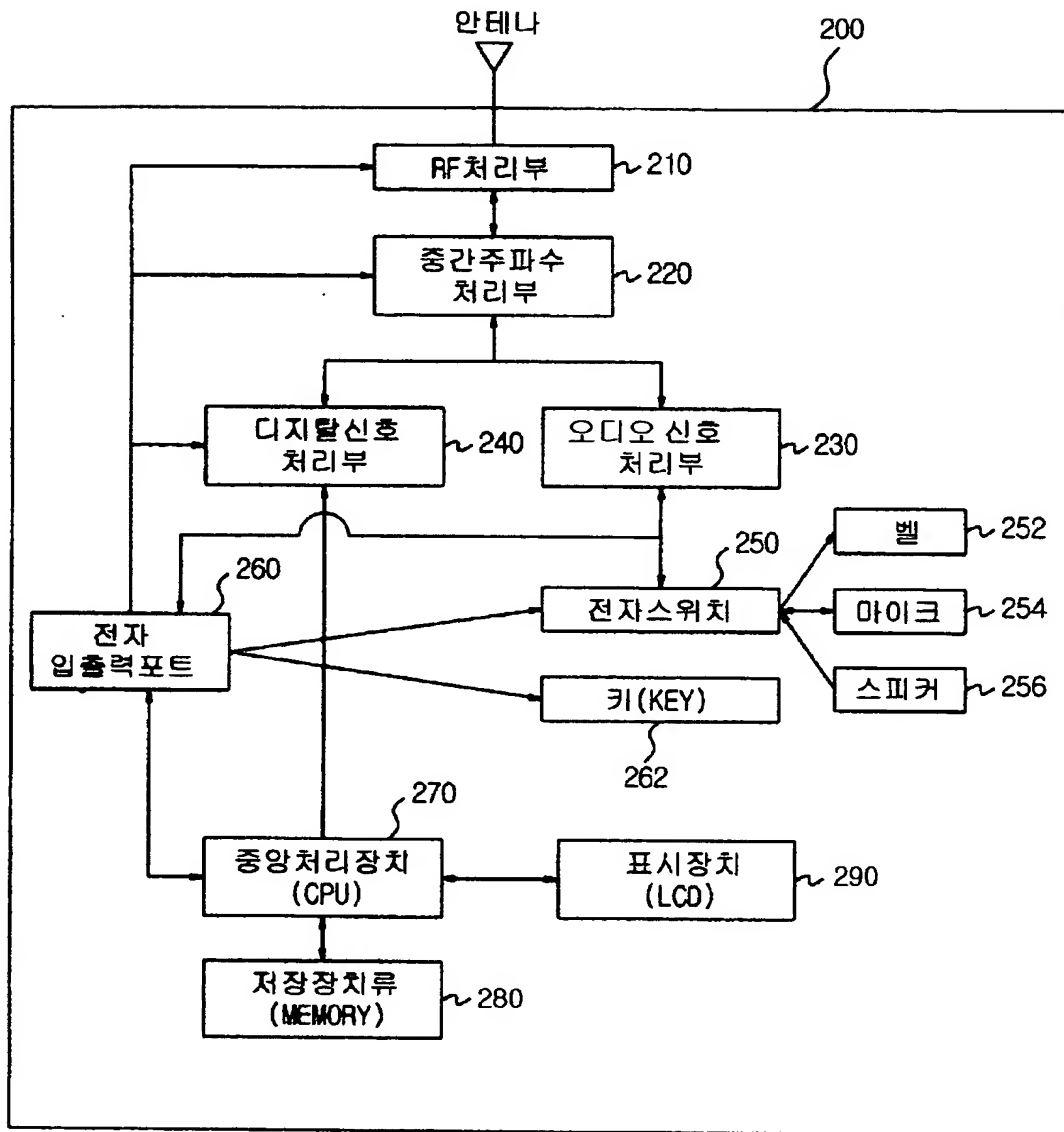 안테나
200
RF처리부
210
중간주파수
처리부
220
디지탈신호
처리부
240
오디오 신호
처리부
230
벨
252
250
260
전자스위치
마이크
254
전자
입출력포트
스피커
256
키(KEY)
262
270
중앙처리장치
(CPU)
표시장치
(LCD)
290
저장장치류
(MEMORY)
280